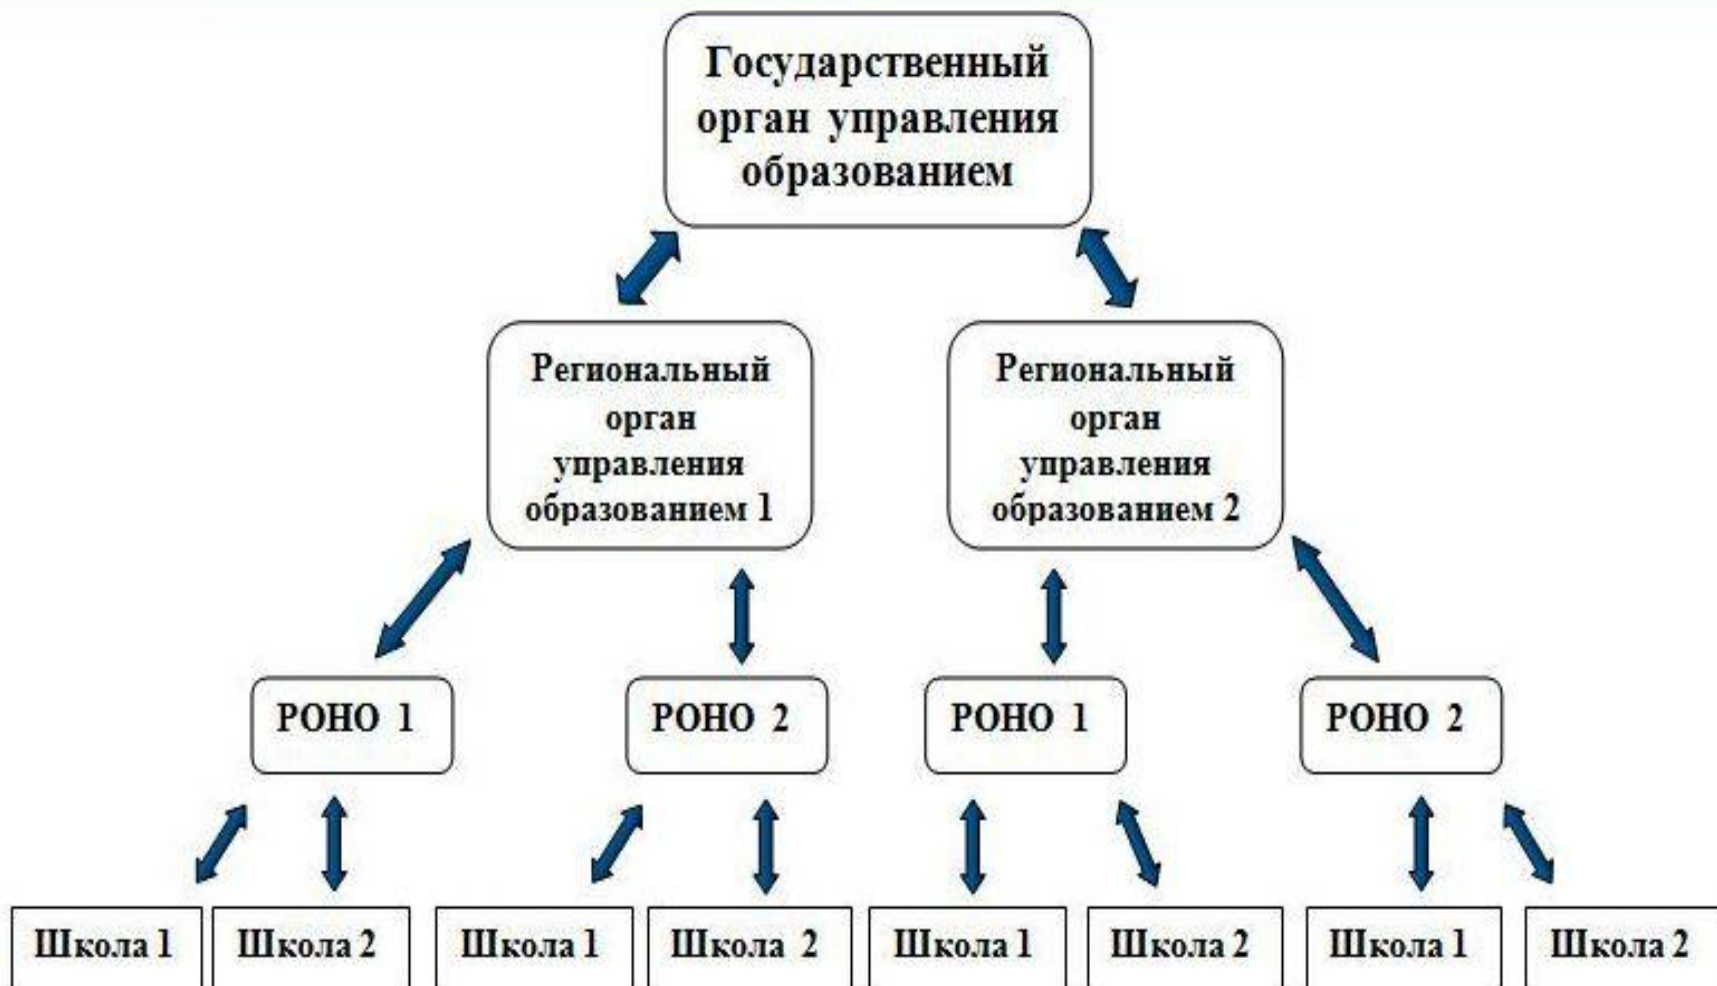 Государственный
орган управления
образованием
Региональный
орган
управления
образованием 1
Региональный
орган
управления
образованием 2
РОНО 1
РОНО 2
РОНО 1
РОНО 2
Школа 1
Школа 2
Школа 1
Школа 2
Школа 1
Школа 2
Школа 1
Школа 2